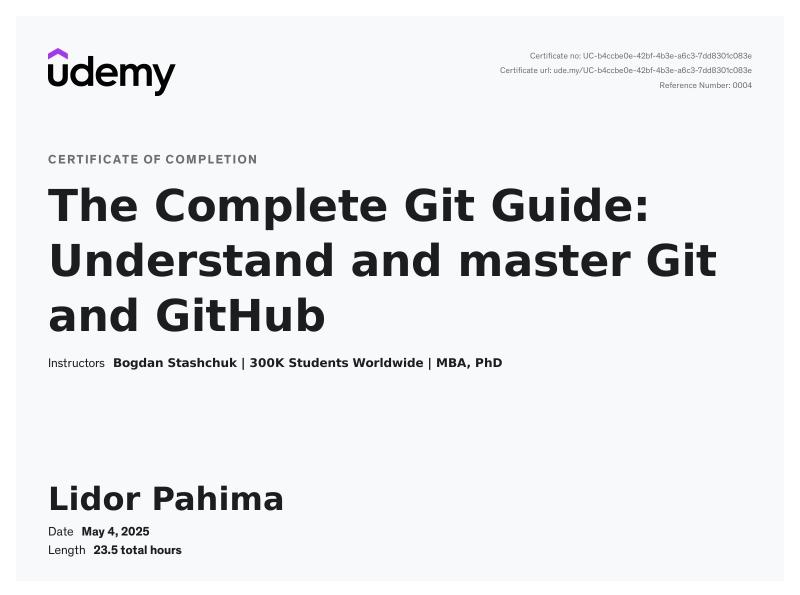 udemy
Certificate no: UC-b4ccbe0e-42bf-4b3e-a6c3-7dd8301c083e
Certificate url: ude.my/UC-b4ccbe0e-42bf-4b3e-a6c3-7dd8301c083e
Reference Number: 0004
CERTIFICATE OF COMPLETION
The Complete Git Guide:
Understand and master Git
and GitHub
Instructors Bogdan Stashchuk | 300K Students Worldwide | MBA, PhD
Lidor Pahima
Date May 4, 2025
Length 23.5 total hours